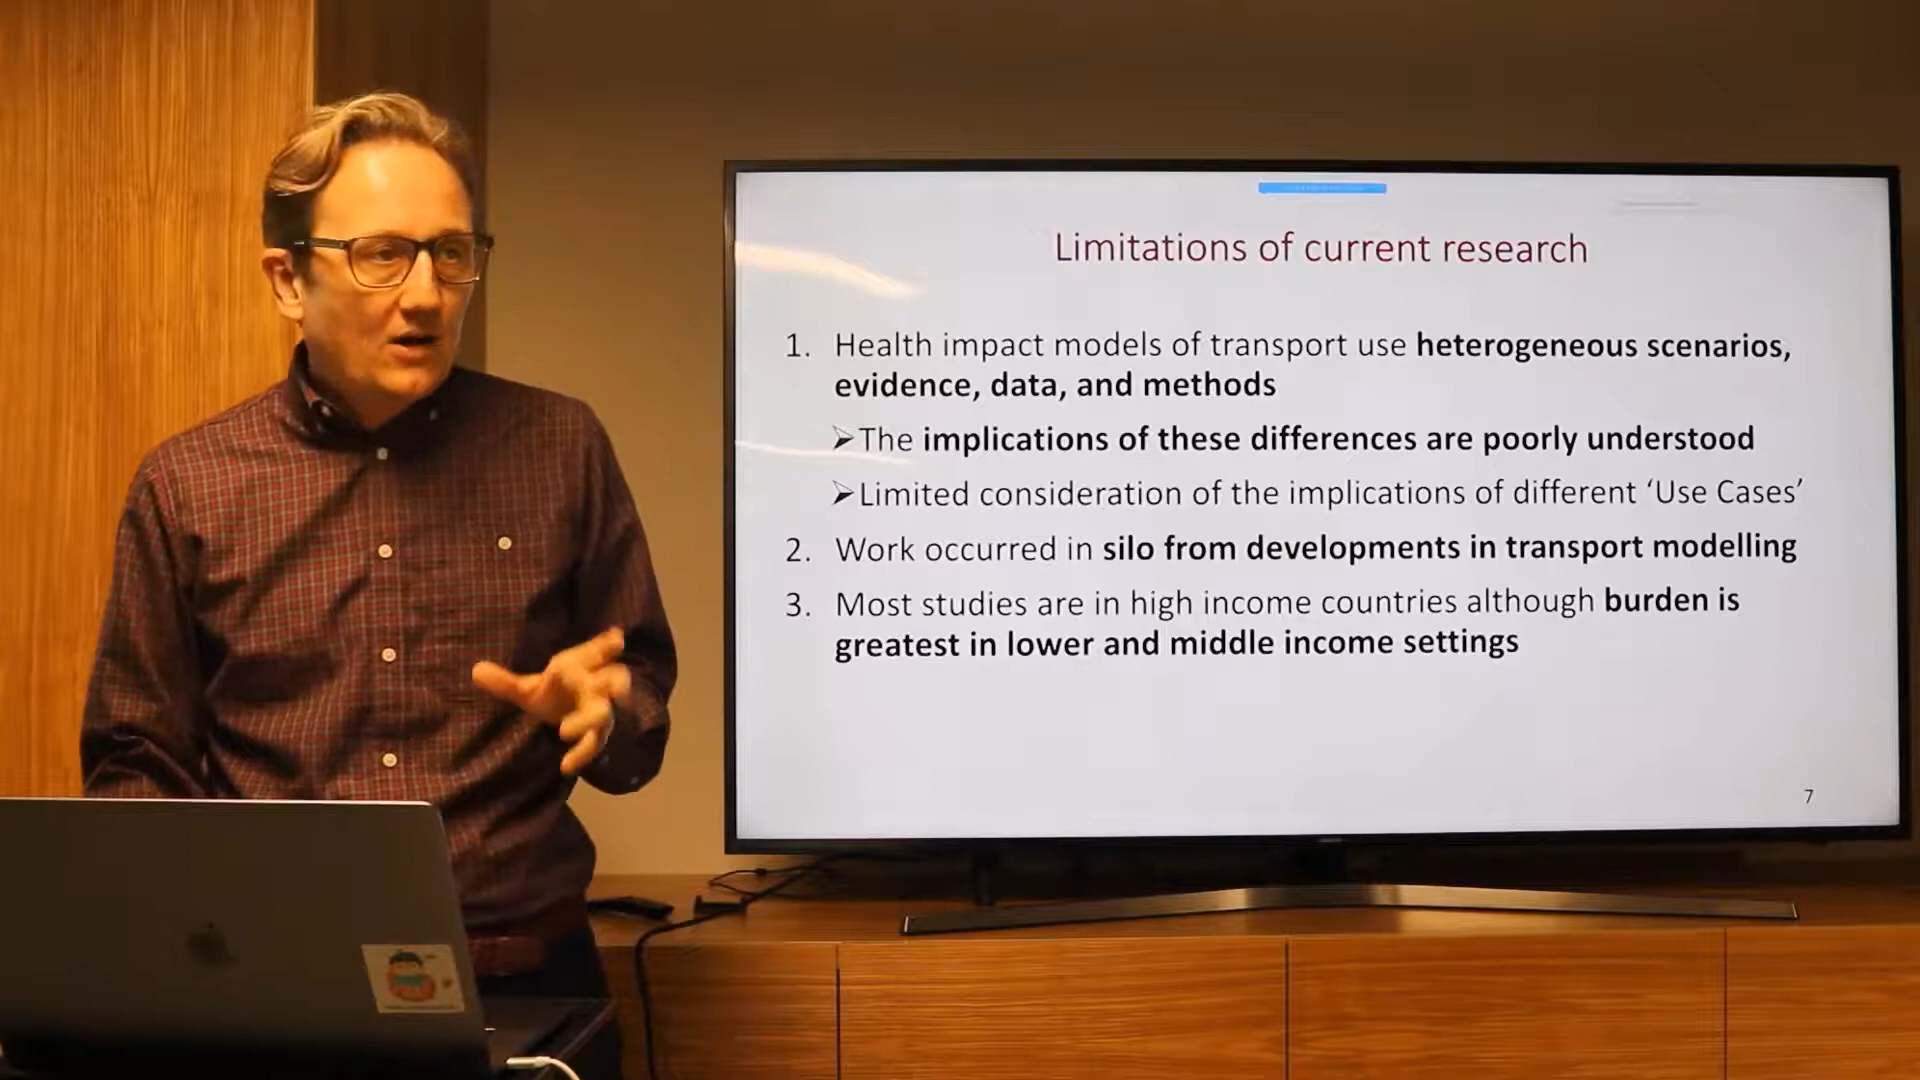 Limitations of current research
1. Health impact models of transport use heterogeneous scenarios,
evidence, data, and methods
➢The implications of these differences are poorly understood
➢Limited consideration of the implications of different ‘Use Cases’
2. Work occurred in silo from developments in transport modelling
3. Most studies are in high income countries although burden is
greatest in lower and middle income settings
7